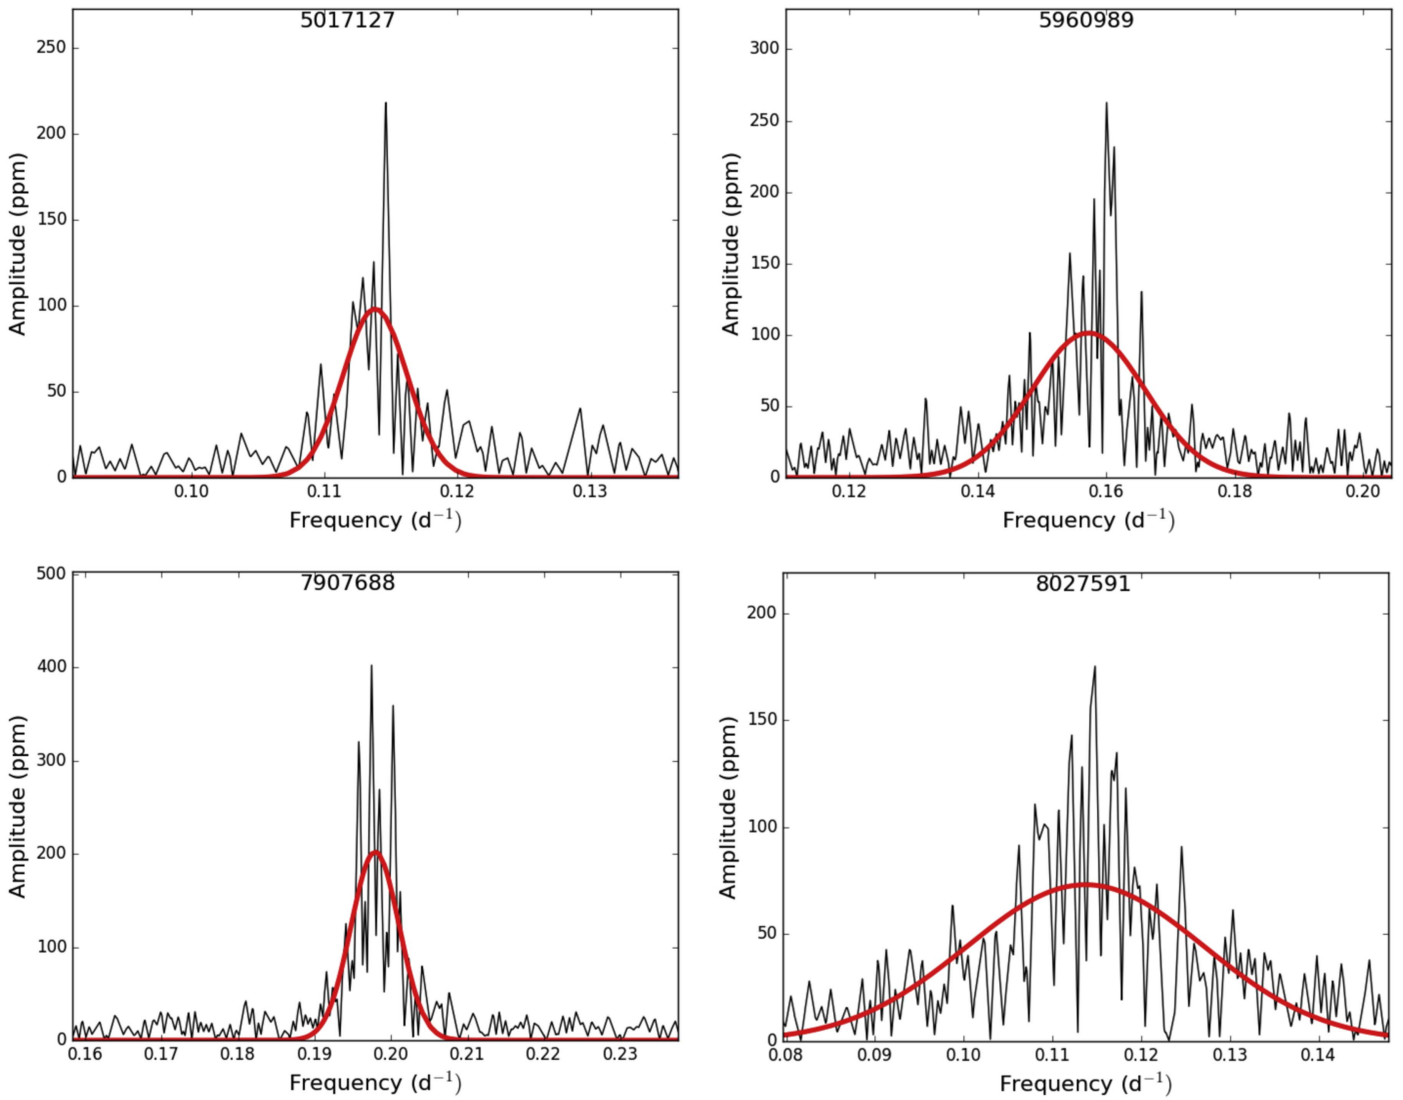 5017127
250
200
150
100
50
0
Amplitude (ppm)
0.10 0.11 0.12 0.13
Frequency (d⁻¹)
5960989
300
250
200
150
100
50
0
Amplitude (ppm)
0.12 0.14 0.16 0.18 0.20
Frequency (d⁻¹)
7907688
500
400
300
200
100
0
Amplitude (ppm)
0.16 0.17 0.18 0.19 0.20 0.21 0.22 0.23
Frequency (d⁻¹)
8027591
200
150
100
50
0
Amplitude (ppm)
0.08 0.09 0.10 0.11 0.12 0.13 0.14
Frequency (d⁻¹)